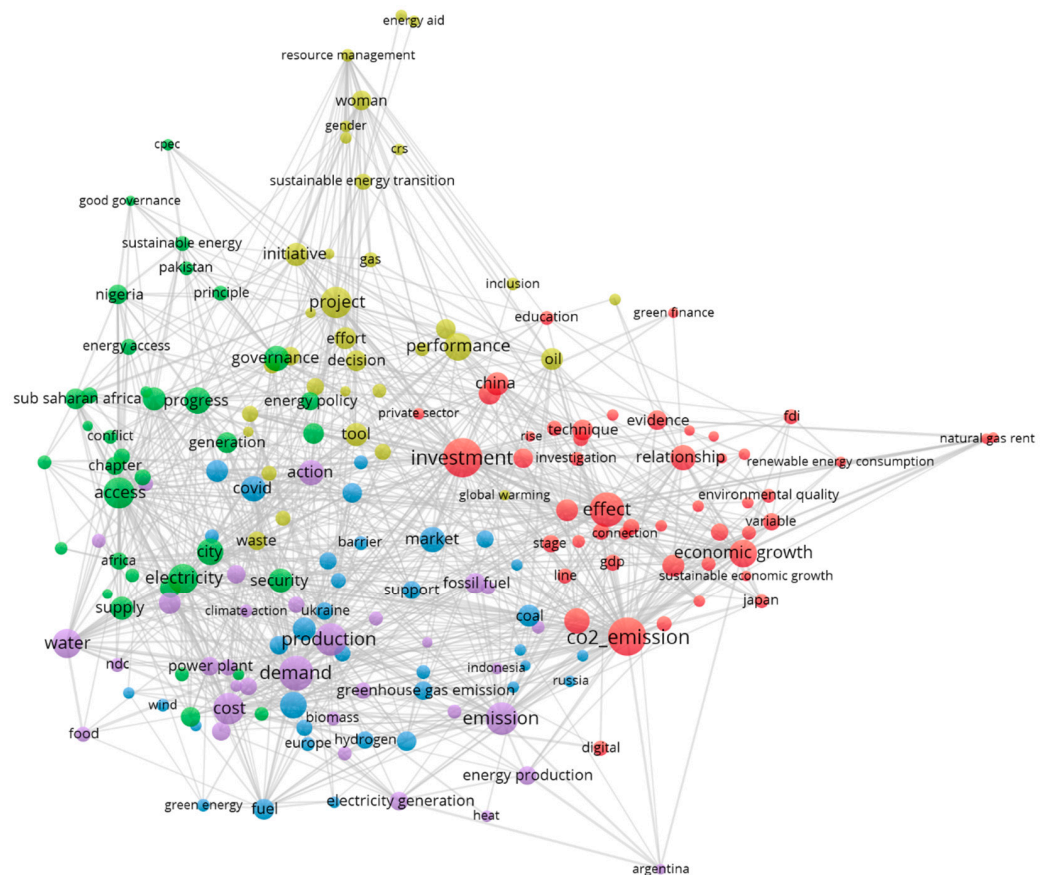 energy aid
resource management
woman
gender
cpec
crs
sustainable energy transition
good governance
sustainable energy
initiative
gas
pakistan
inclusion
nigeria
principle
project
education
green finance
effort
energy access
governance
decision
performance
oil
china
sub saharan africa
progress
energy policy
private sector
evidence
fdi
conflict
generation
tool
rise
technique
natural gas rent
chapter
action
investment
investigation
relationship
renewable energy consumption
access
covid
global warming
environmental quality
effect
variable
waste
barrier
market
stage
connection
city
economic growth
africa
electricity
security
fossil fuel
line
gdp
sustainable economic growth
supply
climate action
ukraine
support
coal
japan
water
production
co2_emission
ndc
power plant
demand
indonesia
greenhouse gas emission
russia
wind
cost
biomass
emission
food
europe
hydrogen
digital
energy production
green energy
fuel
electricity generation
heat
argentina